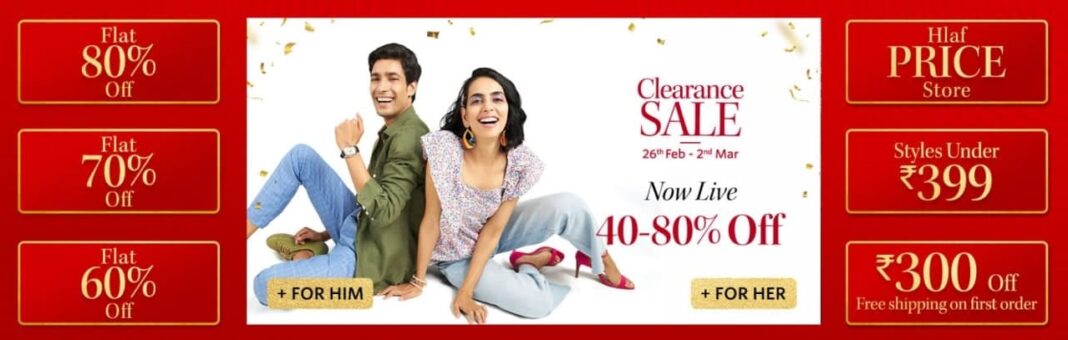 Flat
80%
Off
Flat
70%
Off
Flat
60%
Off
Clearance
SALE
26th Feb - 2nd Mar
Now Live
40-80% Off
+ FOR HIM
+ FOR HER
Hlaf
PRICE
Store
Styles Under
₹399
₹300 Off
Free shipping on first order